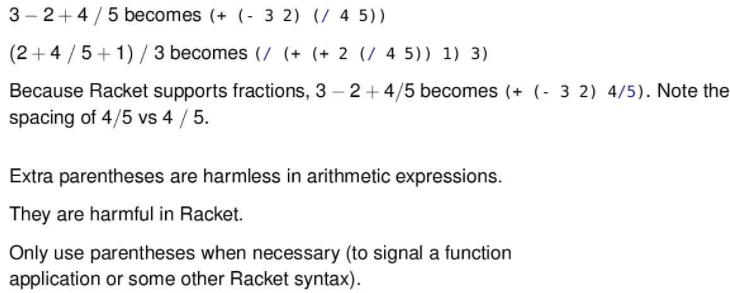 3 − 2 + 4 / 5 becomes (+ (- 3 2) (/ 4 5))
(2 + 4 / 5 + 1) / 3 becomes (/ (+ (+ 2 (/ 4 5)) 1) 3)
Because Racket supports fractions, 3 − 2 + 4/5 becomes (+ (- 3 2) 4/5). Note the
spacing of 4/5 vs 4 / 5.
Extra parentheses are harmless in arithmetic expressions.
They are harmful in Racket.
Only use parentheses when necessary (to signal a function
application or some other Racket syntax).